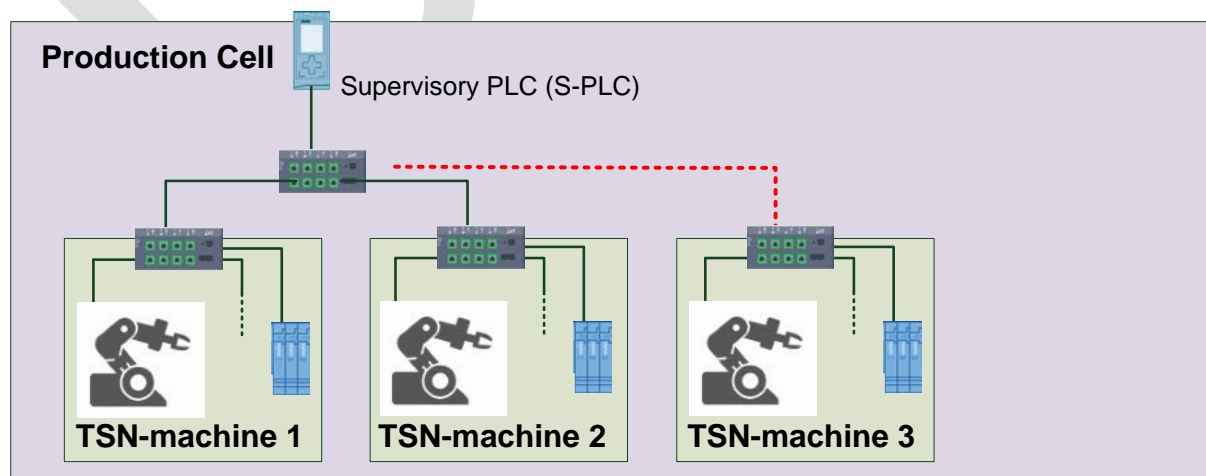 Production Cell
Supervisory PLC (S-PLC)
TSN-machine 1
TSN-machine 2
TSN-machine 3